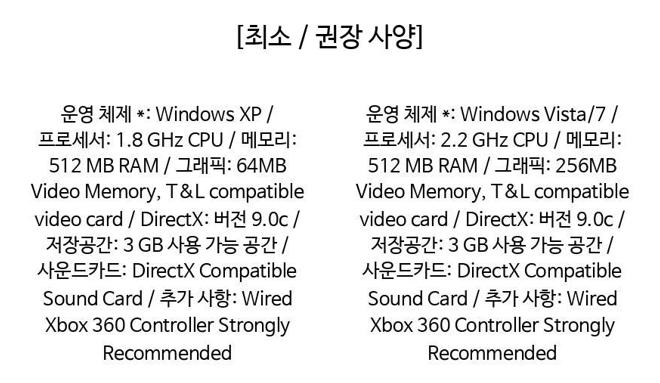 [최소 / 권장 사양]
운영 체제 *: Windows XP /
프로세서: 1.8 GHz CPU / 메모리:
512 MB RAM / 그래픽: 64MB
Video Memory, T&L compatible
video card / DirectX: 버전 9.0c /
저장공간: 3 GB 사용 가능 공간 /
사운드카드: DirectX Compatible
Sound Card / 추가 사항: Wired
Xbox 360 Controller Strongly
Recommended
운영 체제 *: Windows Vista/7 /
프로세서: 2.2 GHz CPU / 메모리:
512 MB RAM / 그래픽: 256MB
Video Memory, T&L compatible
video card / DirectX: 버전 9.0c /
저장공간: 3 GB 사용 가능 공간 /
사운드카드: DirectX Compatible
Sound Card / 추가 사항: Wired
Xbox 360 Controller Strongly
Recommended